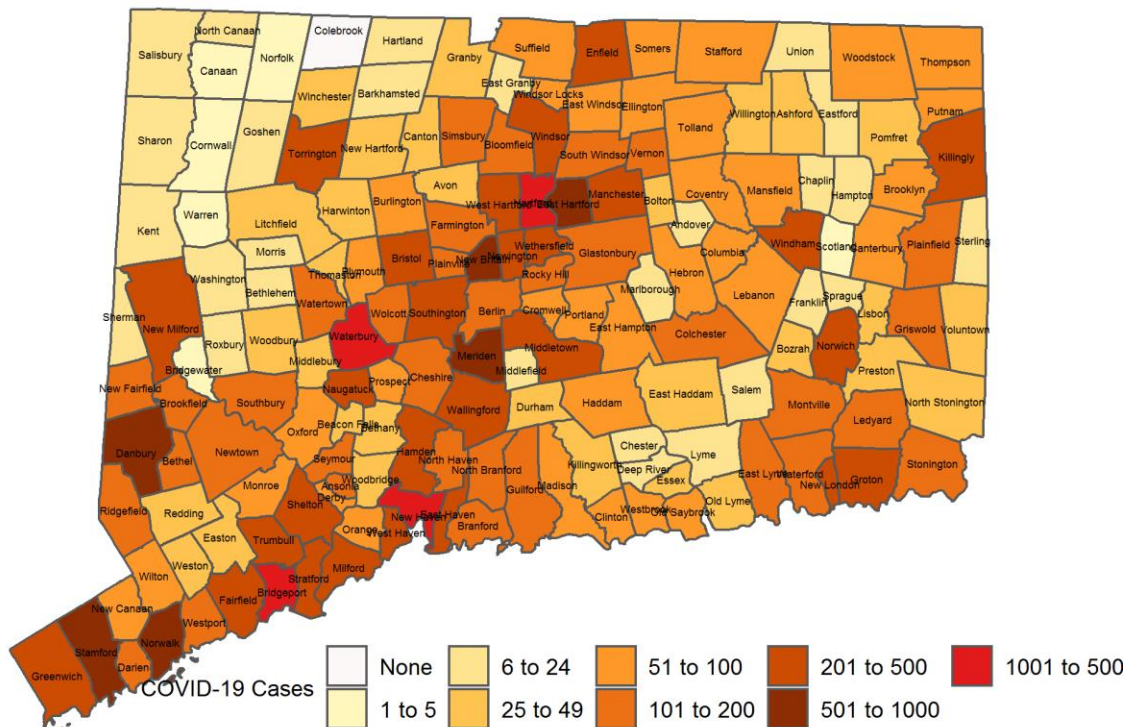 Colebrook
North Canaan
Hartland
Salisbury
Norfolk
Canaan
Granby
Suffield
Enfield
Somers
Stafford
Union
Woodstock
Thompson
East Granby
Windsor Locks
Winchester
Barkhamsted
East Windsor
Ellington
Willington
Ashford
Eastford
Putnam
Pomfret
Sharon
Cornwall
Goshen
Torrington
New Hartford
Canton
Simsbury
Bloomfield
Windsor
South Windsor
Vernon
Tolland
Killingly
Avon
West Hartford
Hartford
East Hartford
Manchester
Bolton
Coventry
Mansfield
Chaplin
Hampton
Brooklyn
Kent
Warren
Litchfield
Harwinton
Burlington
Farmington
Andover
Morris
Bristol
Plainville
New Britain
Newington
Wethersfield
Glastonbury
Hebron
Columbia
Windham
Scotland
Canterbury
Plainfield
Sterling
Washington
Bethlehem
Thomaston
Plymouth
Rocky Hill
Marlborough
Lebanon
Franklin
Sprague
Lisbon
Griswold
Voluntown
Sherman
New Milford
Roxbury
Woodbury
Watertown
Waterbury
Wolcott
Southington
Berlin
Cromwell
Portland
East Hampton
Colchester
Bozrah
Norwich
Preston
Bridgewater
Middlebury
Meriden
Middletown
Middlefield
New Fairfield
Brookfield
Southbury
Naugatuck
Prospect
Cheshire
Wallingford
Durham
Haddam
East Haddam
Salem
Montville
Ledyard
North Stonington
Danbury
Bethel
Newtown
Oxford
Beacon Falls
Bethany
Hamden
North Haven
North Branford
Guilford
Madison
Killingworth
Chester
Deep River
Essex
Lyme
East Lyme
Waterford
New London
Groton
Stonington
Seymour
Woodbridge
Ansonia
Derby
Ridgefield
Redding
Monroe
Shelton
Orange
West Haven
New Haven
East Haven
Branford
Clinton
Westbrook
Old Saybrook
Old Lyme
Easton
Trumbull
Wilton
Weston
Fairfield
Bridgeport
Stratford
Milford
New Canaan
Westport
Norwalk
Greenwich
Stamford
Darien
COVID-19 Cases
None
1 to 5
6 to 24
25 to 49
51 to 100
101 to 200
201 to 500
501 to 1000
1001 to 500